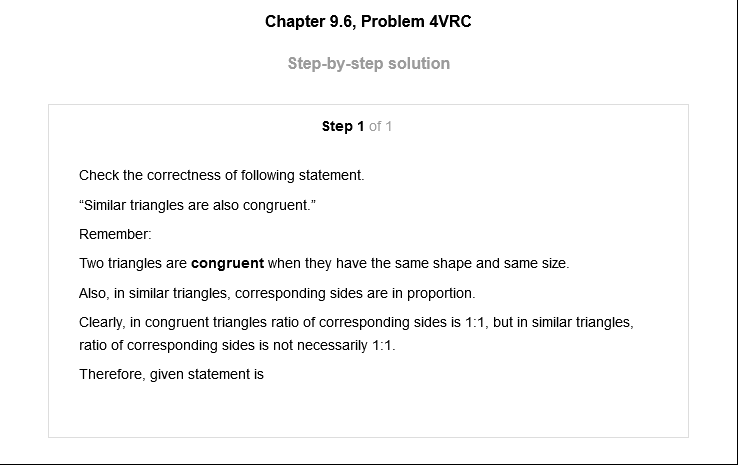 Chapter 9.6, Problem 4VRC
Step-by-step solution
Step 1 of 1
Check the correctness of following statement.
“Similar triangles are also congruent.”
Remember:
Two triangles are congruent when they have the same shape and same size.
Also, in similar triangles, corresponding sides are in proportion.
Clearly, in congruent triangles ratio of corresponding sides is 1:1, but in similar triangles,
ratio of corresponding sides is not necessarily 1:1.
Therefore, given statement is